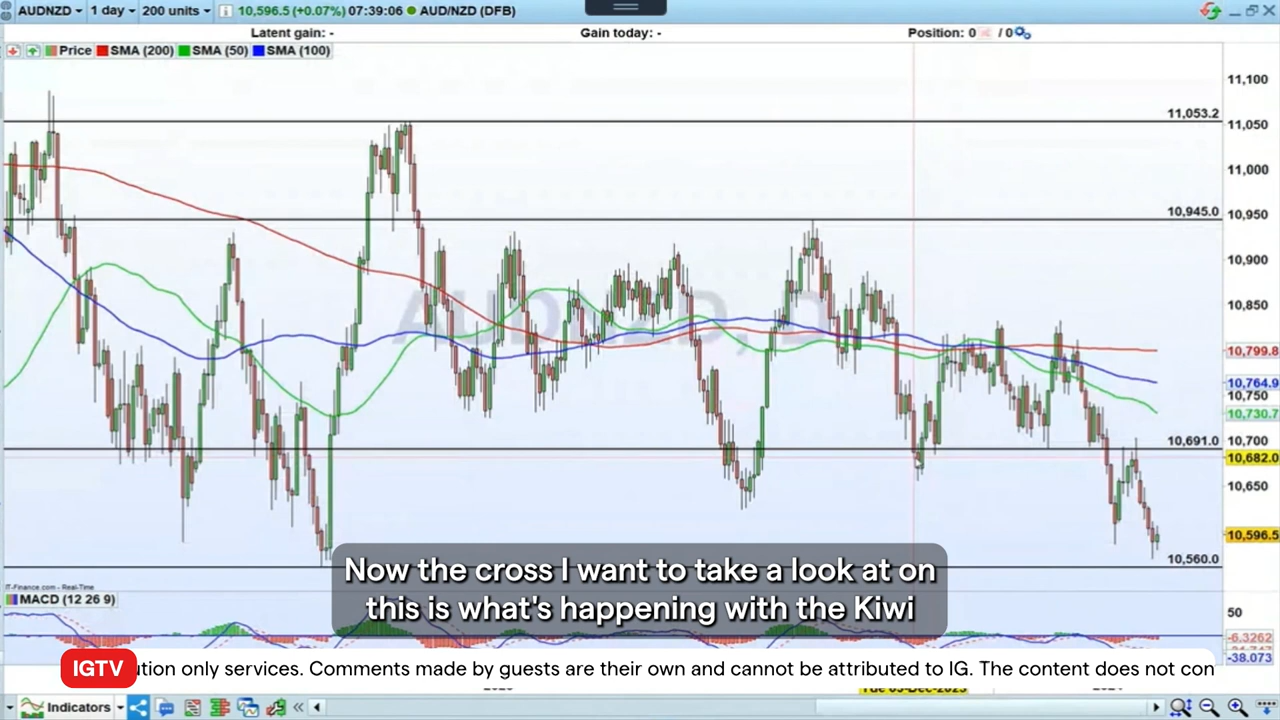 AUDNZD 1 day 200 units 10,596.5 (+0.07%) 07:39:06 AUD/NZD (DFB)
Latent gain: - Gain today: - Position: 0 / 0
Price SMA (200) SMA (50) SMA (100)
11,100
11,053.2
11,050
11,000
10,945.0
10,950
10,900
10,850
AUDNZD, D
10,799.8
10,764.9
10,750
10,730.7
10,691.0
10,700
10,682.0
10,650
10,596.5
10,560.0
Now the cross I want to take a look at on
this is what's happening with the Kiwi
IT-Finance.com - Real-Time
MACD (12 26 9)
50
-6.3262
-38.073
IGTV ution only services. Comments made by guests are their own and cannot be attributed to IG. The content does not con
Indicators